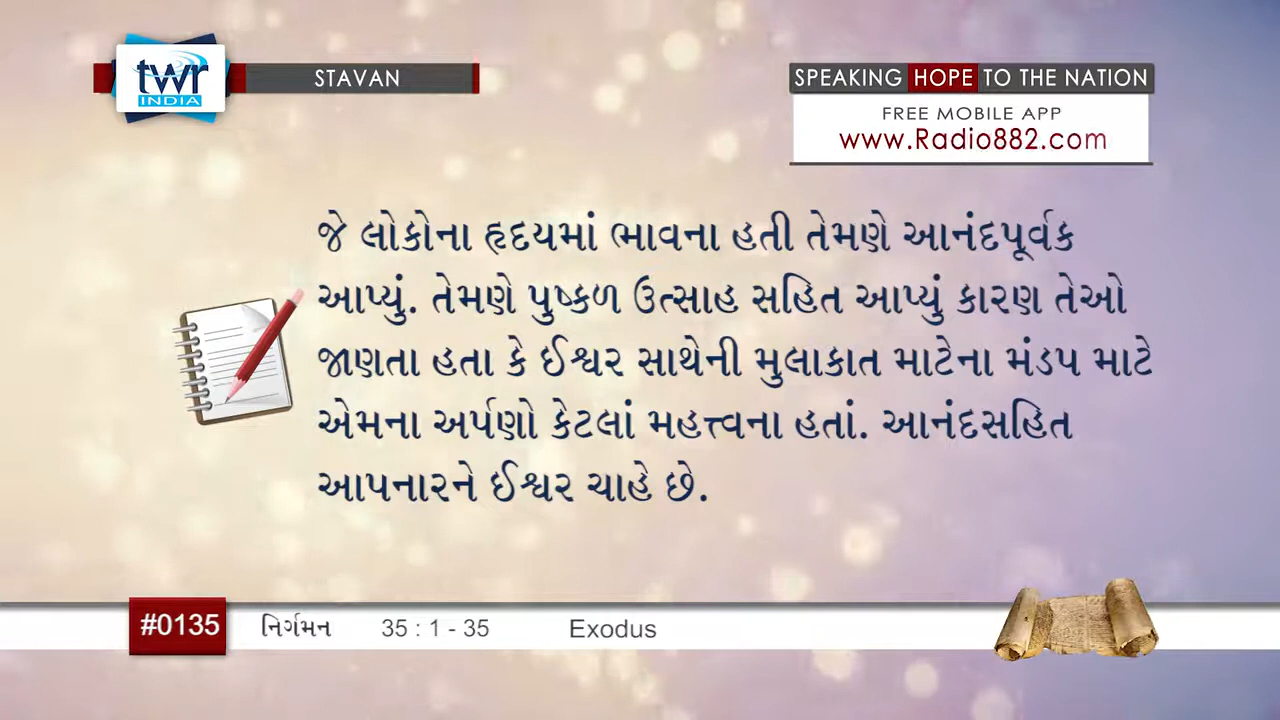 twr
INDIA
STAVAN
SPEAKING HOPE TO THE NATION
FREE MOBILE APP
www.Radio882.com
જે લોકોના હૃદયમાં ભાવના હતી તેમણે આનંદપૂર્વક
આપ્યું. તેમણે પુષ્કળ ઉત્સાહ સહિત આપ્યું કારણ તેઓ
જાણતા હતા કે ઈશ્વર સાથેની મુલાકાત માટેના મંડપ માટે
એમના અર્પણો કેટલાં મહત્ત્વના હતાં. આનંદસહિત
આપનારને ઈશ્વર ચાહે છે.
#0135 નિર્ગમન 35 : 1 - 35 Exodus